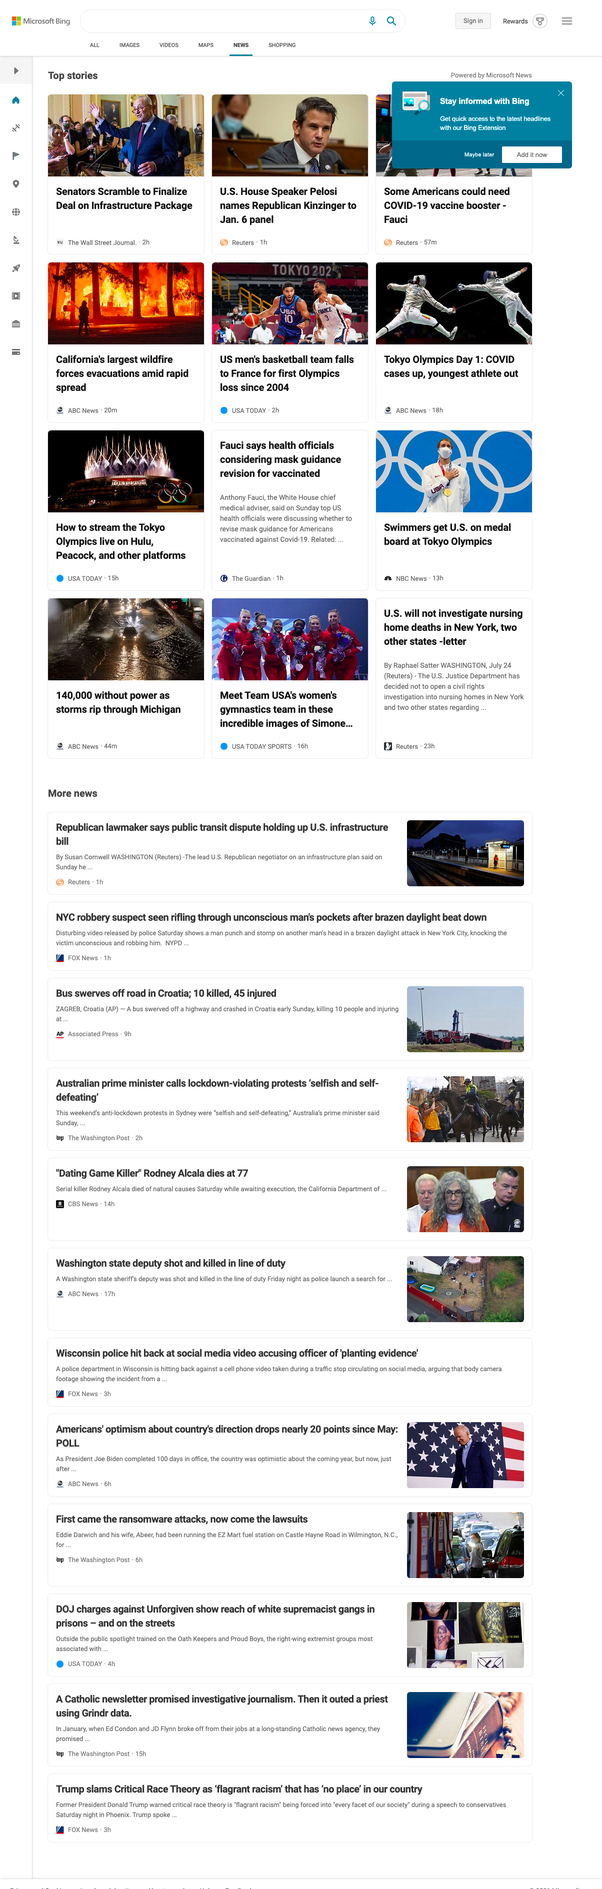 Microsoft Bing
Sign in
Rewards
ALL
IMAGES
VIDEOS
MAPS
NEWS
SHOPPING
Top stories
Powered by Microsoft News
Stay informed with Bing
Get quick access to the latest headlines
with our Bing Extension
Maybe later
Add it now
Senators Scramble to Finalize
Deal on Infrastructure Package
The Wall Street Journal. · 2h
U.S. House Speaker Pelosi
names Republican Kinzinger to
Jan. 6 panel
Reuters · 1h
Some Americans could need
COVID-19 vaccine booster -
Fauci
Reuters · 57m
TOKYO 202
USA
10
FRANCE
3
California's largest wildfire
forces evacuations amid rapid
spread
ABC News · 20m
US men's basketball team falls
to France for first Olympics
loss since 2004
USA TODAY · 2h
Tokyo Olympics Day 1: COVID
cases up, youngest athlete out
ABC News · 18h
How to stream the Tokyo
Olympics live on Hulu,
Peacock, and other platforms
USA TODAY · 15h
Fauci says health officials
considering mask guidance
revision for vaccinated
Anthony Fauci, the White House chief
medical adviser, said on Sunday top US
health officials were discussing whether to
revise mask guidance for Americans
vaccinated against Covid-19. Related: ...
The Guardian · 1h
Swimmers get U.S. on medal
board at Tokyo Olympics
NBC News · 13h
140,000 without power as
storms rip through Michigan
ABC News · 44m
Meet Team USA's women's
gymnastics team in these
incredible images of Simone...
USA TODAY SPORTS · 16h
U.S. will not investigate nursing
home deaths in New York, two
other states -letter
By Raphael Satter WASHINGTON, July 24
(Reuters) - The U.S. Justice Department has
decided not to open a civil rights
investigation into nursing homes in New York
and two other states regarding ...
Reuters · 23h
More news
Republican lawmaker says public transit dispute holding up U.S. infrastructure
bill
By Susan Cornwell WASHINGTON (Reuters) -The lead U.S. Republican negotiator on an infrastructure plan said on
Sunday he ...
Reuters · 1h
NYC robbery suspect seen rifling through unconscious man's pockets after brazen daylight beat down
Disturbing video released by police Saturday shows a man punch and stomp on another man's head in a brazen daylight attack in New York City, knocking the
victim unconscious and robbing him. NYPD ...
FOX News · 1h
Bus swerves off road in Croatia; 10 killed, 45 injured
ZAGREB, Croatia (AP) — A bus swerved off a highway and crashed in Croatia early Sunday, killing 10 people and injuring
at ...
AP Associated Press · 9h
Australian prime minister calls lockdown-violating protests ‘selfish and self-
defeating’
This weekend's anti-lockdown protests in Sydney were “selfish and self-defeating,” Australia's prime minister said
Sunday, ...
The Washington Post · 2h
"Dating Game Killer" Rodney Alcala dies at 77
Serial killer Rodney Alcala died of natural causes Saturday while awaiting execution, the California Department of ...
CBS News · 14h
Washington state deputy shot and killed in line of duty
A Washington state sheriff's deputy was shot and killed in the line of duty Friday night as police launch a search for ...
ABC News · 17h
Wisconsin police hit back at social media video accusing officer of 'planting evidence'
A police department in Wisconsin is hitting back against a cell phone video taken during a traffic stop circulating on social media, arguing that body camera
footage showing the incident from a ...
FOX News · 3h
Americans' optimism about country's direction drops nearly 20 points since May:
POLL
As President Joe Biden completed 100 days in office, the country was optimistic about the coming year, but now, just
after ...
ABC News · 6h
First came the ransomware attacks, now come the lawsuits
Eddie Darwich and his wife, Abeer, had been running the EZ Mart fuel station on Castle Hayne Road in Wilmington, N.C.,
for ...
The Washington Post · 6h
DOJ charges against Unforgiven show reach of white supremacist gangs in
prisons – and on the streets
Outside the public spotlight trained on the Oath Keepers and Proud Boys, the right-wing extremist groups most
associated with ...
USA TODAY · 4h
A Catholic newsletter promised investigative journalism. Then it outed a priest
using Grindr data.
In January, when Ed Condon and JD Flynn broke off from their jobs at a long-standing Catholic news agency, they
promised ...
The Washington Post · 15h
Trump slams Critical Race Theory as ‘flagrant racism’ that has ‘no place’ in our country
Former President Donald Trump warned critical race theory is "flagrant racism" being forced into "every facet of our society" during a speech to conservatives
Saturday night in Phoenix. Trump spoke ...
FOX News · 3h